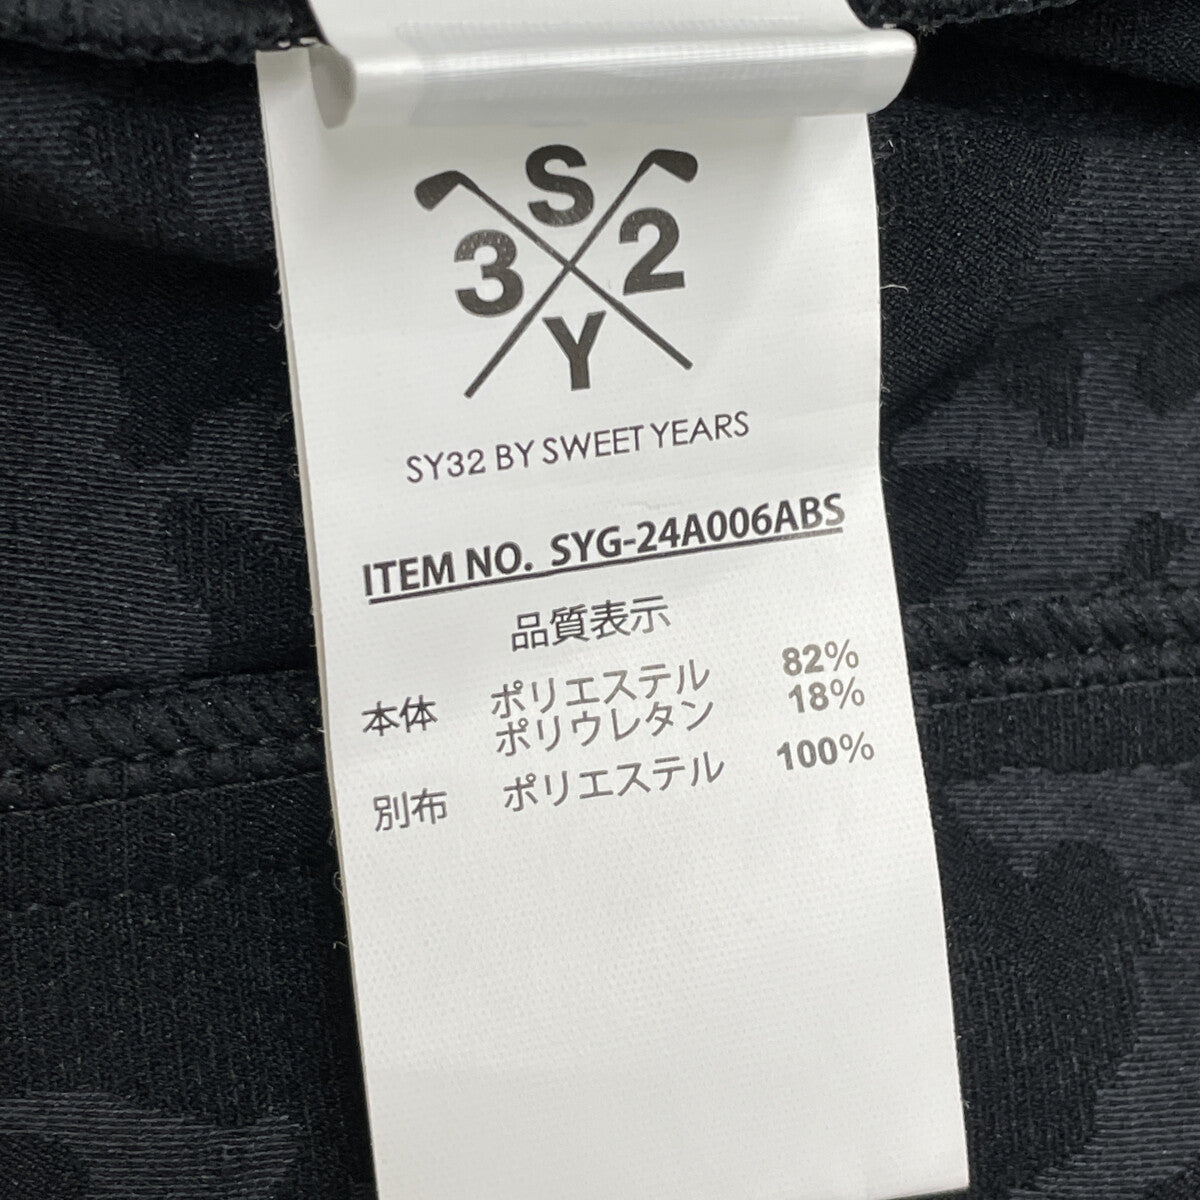 S
3 2
Y
SY32 BY SWEET YEARS
ITEM NO. SYG-24A006ABS
品質表示
本体 ポリエステル 82%
ポリウレタン 18%
別布 ポリエステル 100%